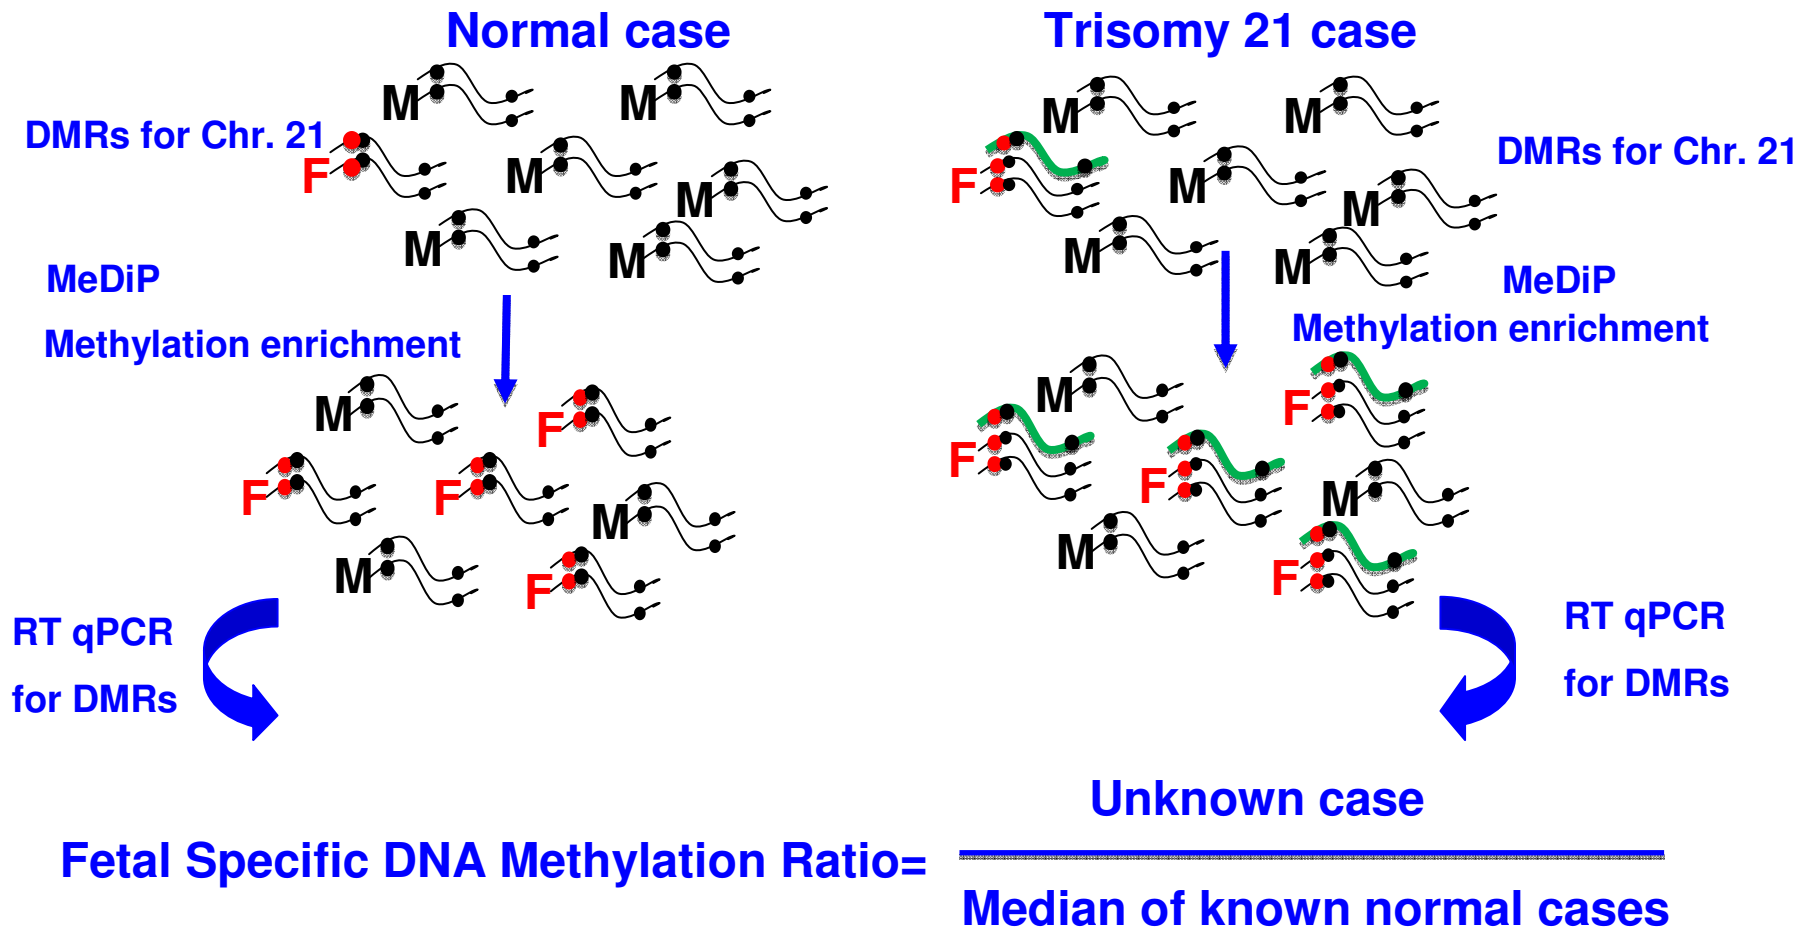 Normal case
Trisomy 21 case
M
M
M
M
DMRs for Chr. 21
F
M
M
F
M
M
DMRs for Chr. 21
M
M
M
M
MeDiP
Methylation enrichment
MeDiP
Methylation enrichment
M
F
F
F
M
M
F
M
F
F
F
M
M
F
RT qPCR
for DMRs
RT qPCR
for DMRs
Fetal Specific DNA Methylation Ratio=
Unknown case
Median of known normal cases